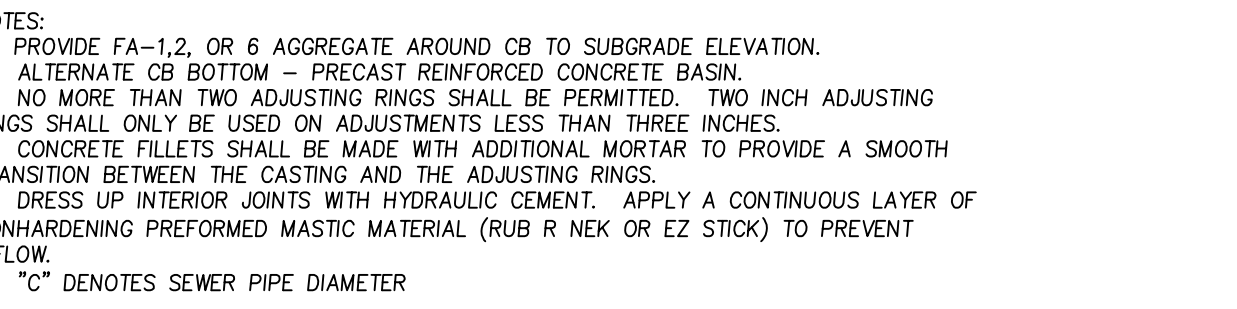 OTES:
PROVIDE FA-1,2, OR 6 AGGREGATE AROUND CB TO SUBGRADE ELEVATION.
ALTERNATE CB BOTTOM - PRECAST REINFORCED CONCRETE BASIN.
NO MORE THAN TWO ADJUSTING RINGS SHALL BE PERMITTED. TWO INCH ADJUSTING
NGS SHALL ONLY BE USED ON ADJUSTMENTS LESS THAN THREE INCHES.
CONCRETE FILLETS SHALL BE MADE WITH ADDITIONAL MORTAR TO PROVIDE A SMOOTH
ANSITION BETWEEN THE CASTING AND THE ADJUSTING RINGS.
DRESS UP INTERIOR JOINTS WITH HYDRAULIC CEMENT. APPLY A CONTINUOUS LAYER OF
ONHARDENING PREFORMED MASTIC MATERIAL (RUB R NEK OR EZ STICK) TO PREVENT
FLOW.
"C" DENOTES SEWER PIPE DIAMETER